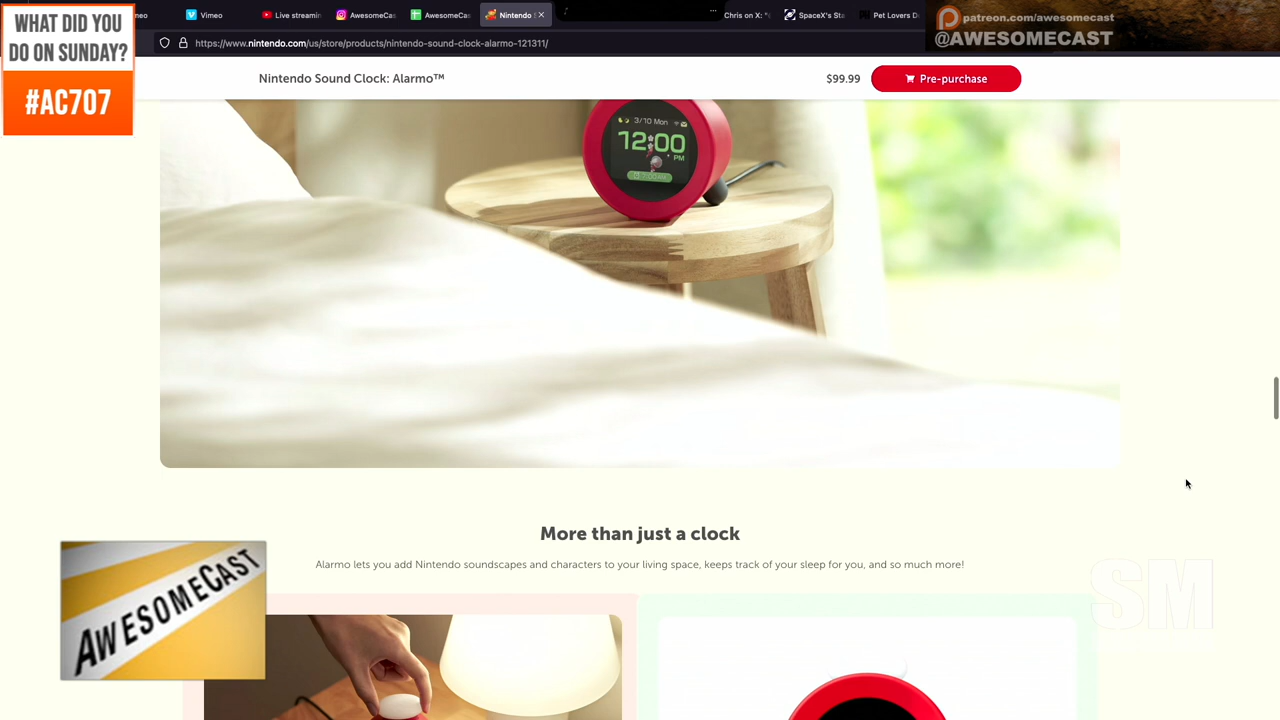 WHAT DID YOU
DO ON SUNDAY?
#AC707
Vimeo
Live streamin
AwesomeCas
AwesomeCas
Nintendo S
Chris on X: "
SpaceX's Sta
Pet Lovers D
patreon.com/awesomecast
@AWESOMECAST
https://www.nintendo.com/us/store/products/nintendo-sound-clock-alarmo-121311/
Nintendo Sound Clock: Alarmo™
$99.99
Pre-purchase
3/10 Mon
12:00
PM
More than just a clock
Alarmo lets you add Nintendo soundscapes and characters to your living space, keeps track of your sleep for you, and so much more!
AWESOMECAST
SM